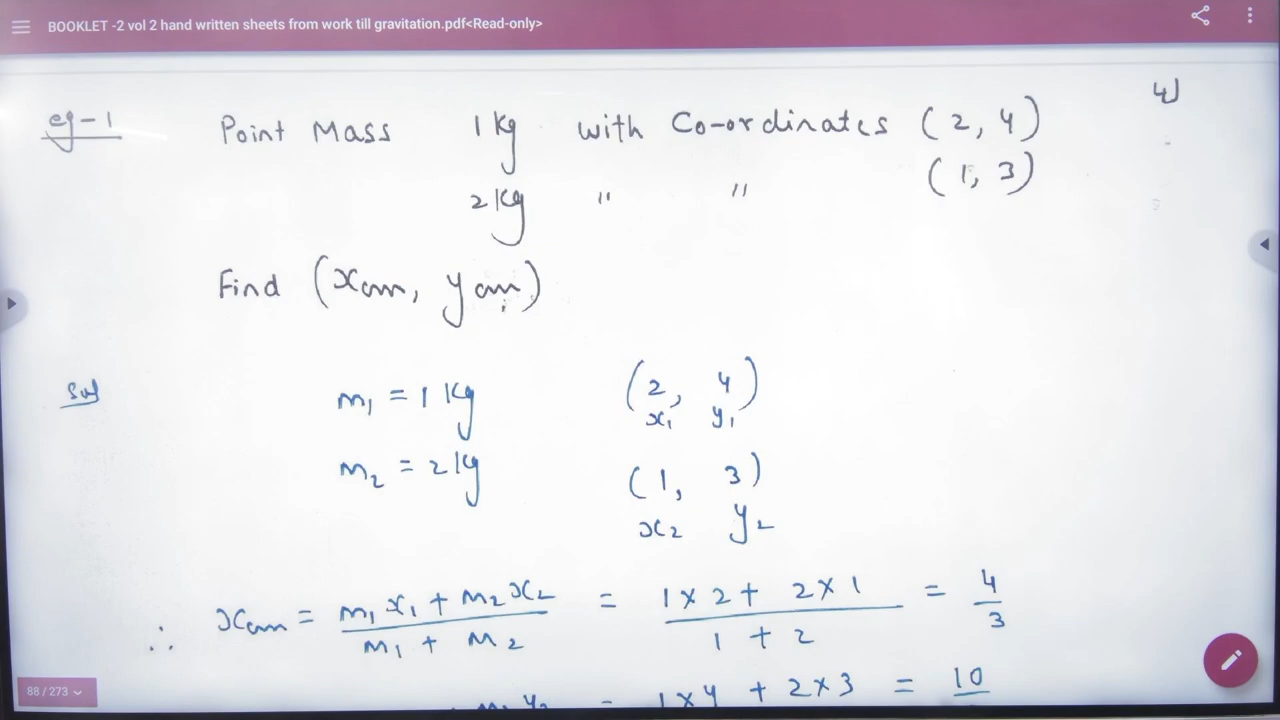 BOOKLET -2 vol 2 hand written sheets from work till gravitation.pdf<Read-only>
4)
eg-1 Point Mass 1 Kg with Co-ordinates (2, 4)
2 Kg " " (1, 3)
Find (xcm, ycm)
Sol m₁ = 1 Kg (2, 4)
x₁ y₁
m₂ = 2 Kg (1, 3)
x₂ y₂
∴ xcm = m₁x₁ + m₂x₂ / m₁ + m₂ = 1 × 2 + 2 × 1 / 1 + 2 = 4/3
y₂ = 1 × 4 + 2 × 3 = 10
88 / 273